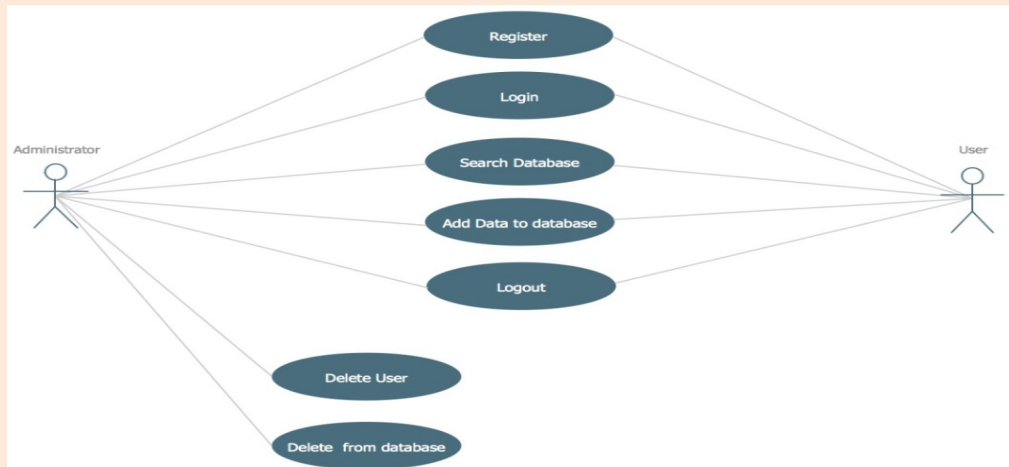 Register
Login
Administrator
Search Database
User
Add Data to database
Logout
Delete User
Delete from database